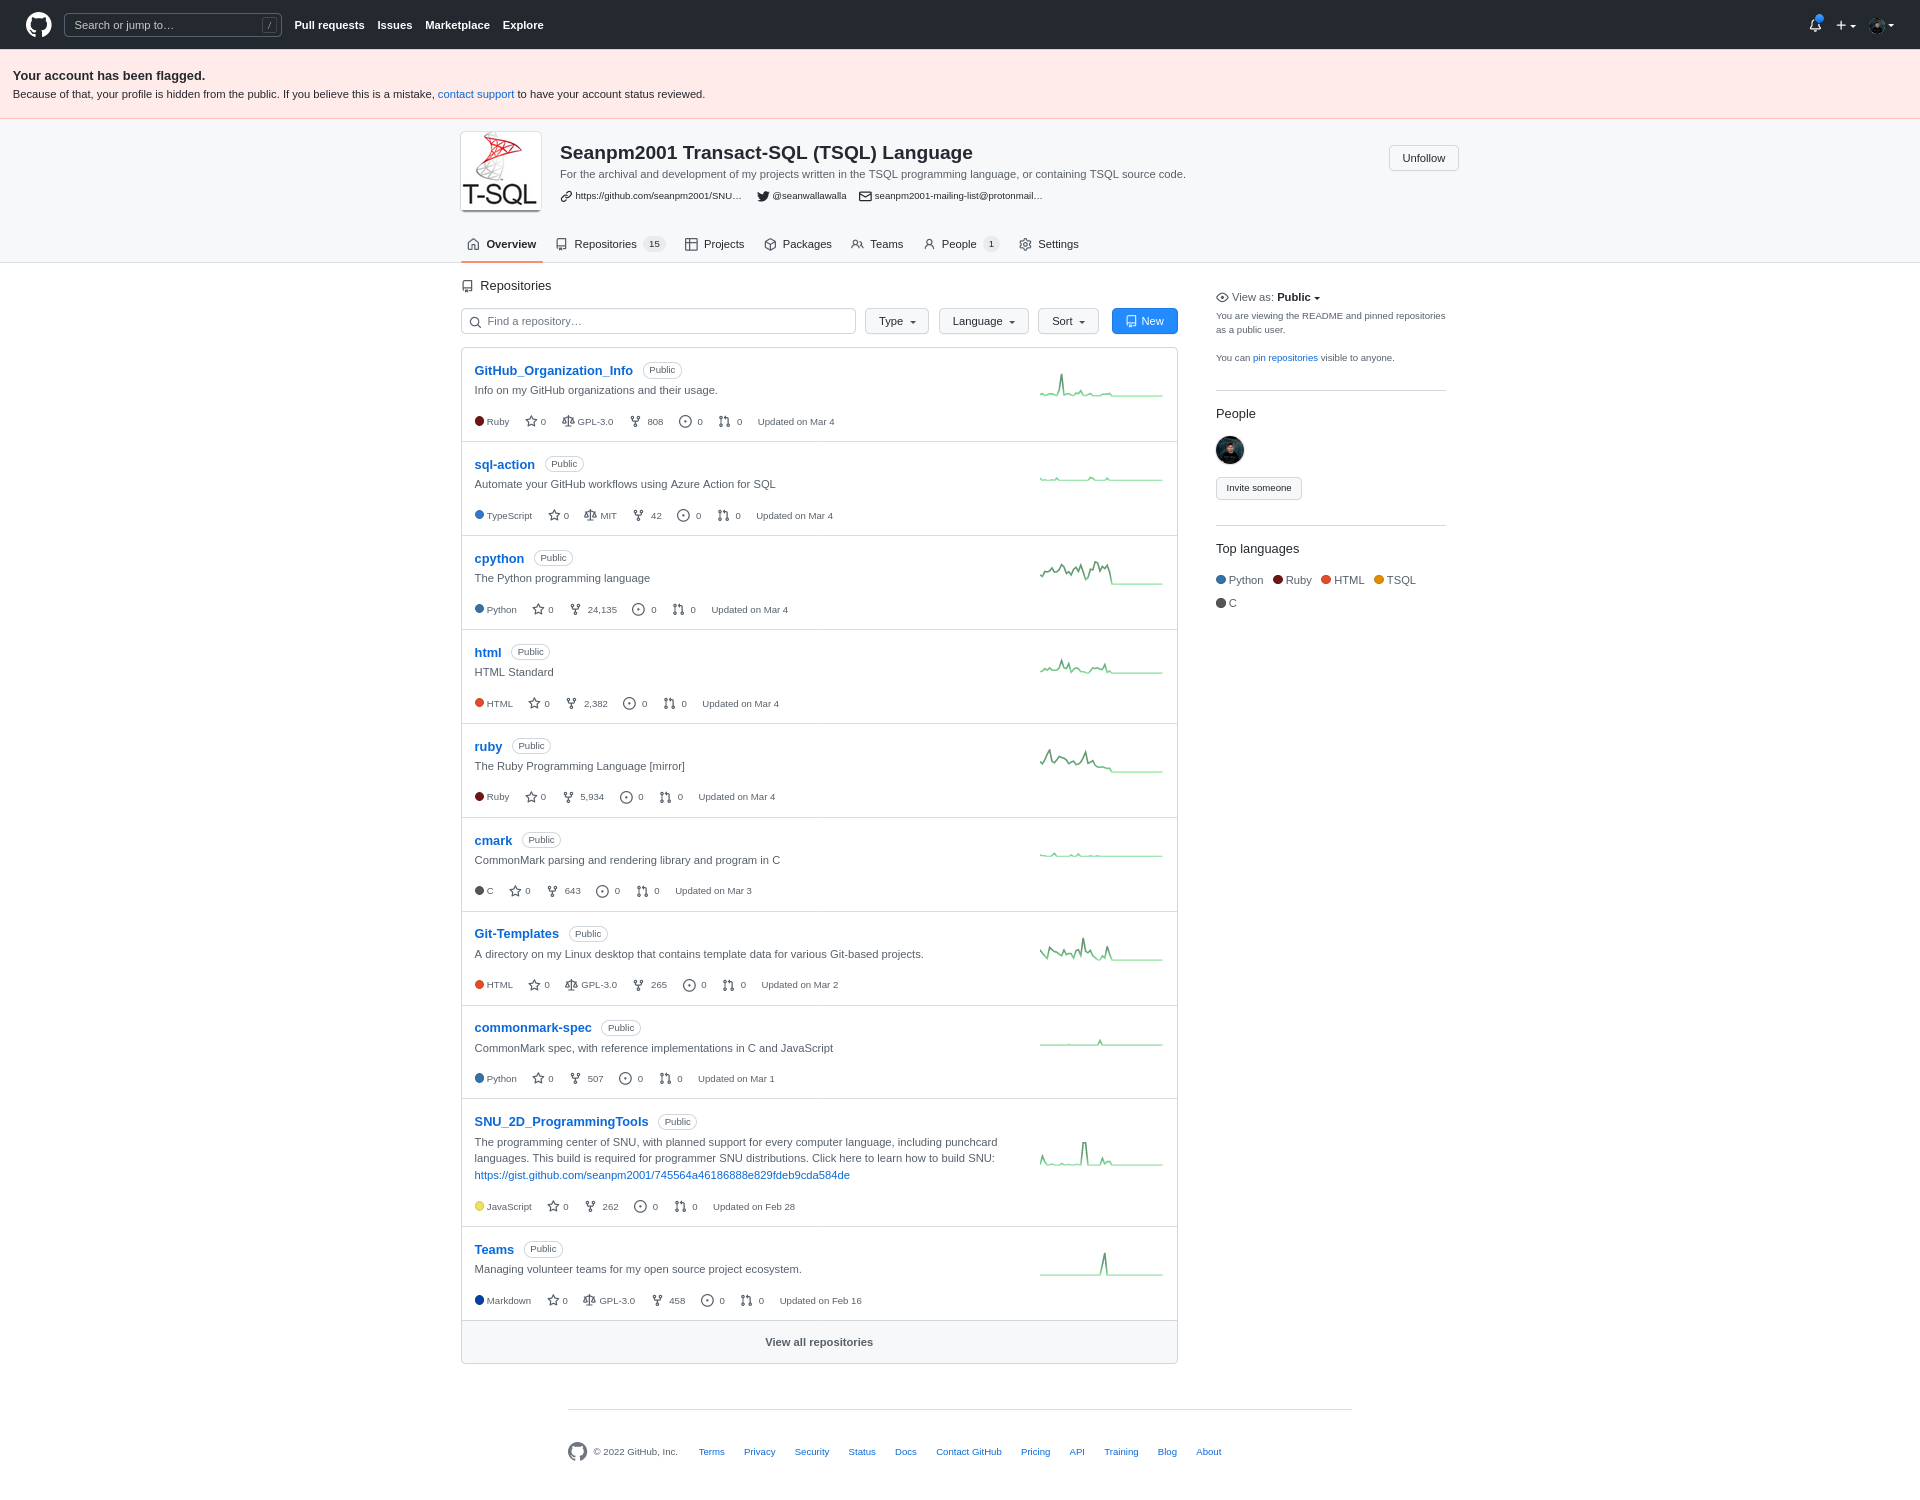 Search or jump to… /
Pull requests Issues Marketplace Explore
Your account has been flagged.
Because of that, your profile is hidden from the public. If you believe this is a mistake, contact support to have your account status reviewed.
T-SQL
Seanpm2001 Transact-SQL (TSQL) Language
For the archival and development of my projects written in the TSQL programming language, or containing TSQL source code.
https://github.com/seanpm2001/SNU… @seanwallawalla seanpm2001-mailing-list@protonmail…
Unfollow
Overview Repositories 15 Projects Packages Teams People 1 Settings
Repositories
Find a repository… Type Language Sort New
GitHub_Organization_Info Public
Info on my GitHub organizations and their usage.
Ruby 0 GPL-3.0 808 0 0 Updated on Mar 4
sql-action Public
Automate your GitHub workflows using Azure Action for SQL
TypeScript 0 MIT 42 0 0 Updated on Mar 4
cpython Public
The Python programming language
Python 0 24,135 0 0 Updated on Mar 4
html Public
HTML Standard
HTML 0 2,382 0 0 Updated on Mar 4
ruby Public
The Ruby Programming Language [mirror]
Ruby 0 5,934 0 0 Updated on Mar 4
cmark Public
CommonMark parsing and rendering library and program in C
C 0 643 0 0 Updated on Mar 3
Git-Templates Public
A directory on my Linux desktop that contains template data for various Git-based projects.
HTML 0 GPL-3.0 265 0 0 Updated on Mar 2
commonmark-spec Public
CommonMark spec, with reference implementations in C and JavaScript
Python 0 507 0 0 Updated on Mar 1
SNU_2D_ProgrammingTools Public
The programming center of SNU, with planned support for every computer language, including punchcard
languages. This build is required for programmer SNU distributions. Click here to learn how to build SNU:
https://gist.github.com/seanpm2001/745564a46186888e829fdeb9cda584de
JavaScript 0 262 0 0 Updated on Feb 28
Teams Public
Managing volunteer teams for my open source project ecosystem.
Markdown 0 GPL-3.0 458 0 0 Updated on Feb 16
View all repositories
View as: Public
You are viewing the README and pinned repositories
as a public user.
You can pin repositories visible to anyone.
People
Invite someone
Top languages
Python Ruby HTML TSQL
C
© 2022 GitHub, Inc. Terms Privacy Security Status Docs Contact GitHub Pricing API Training Blog About